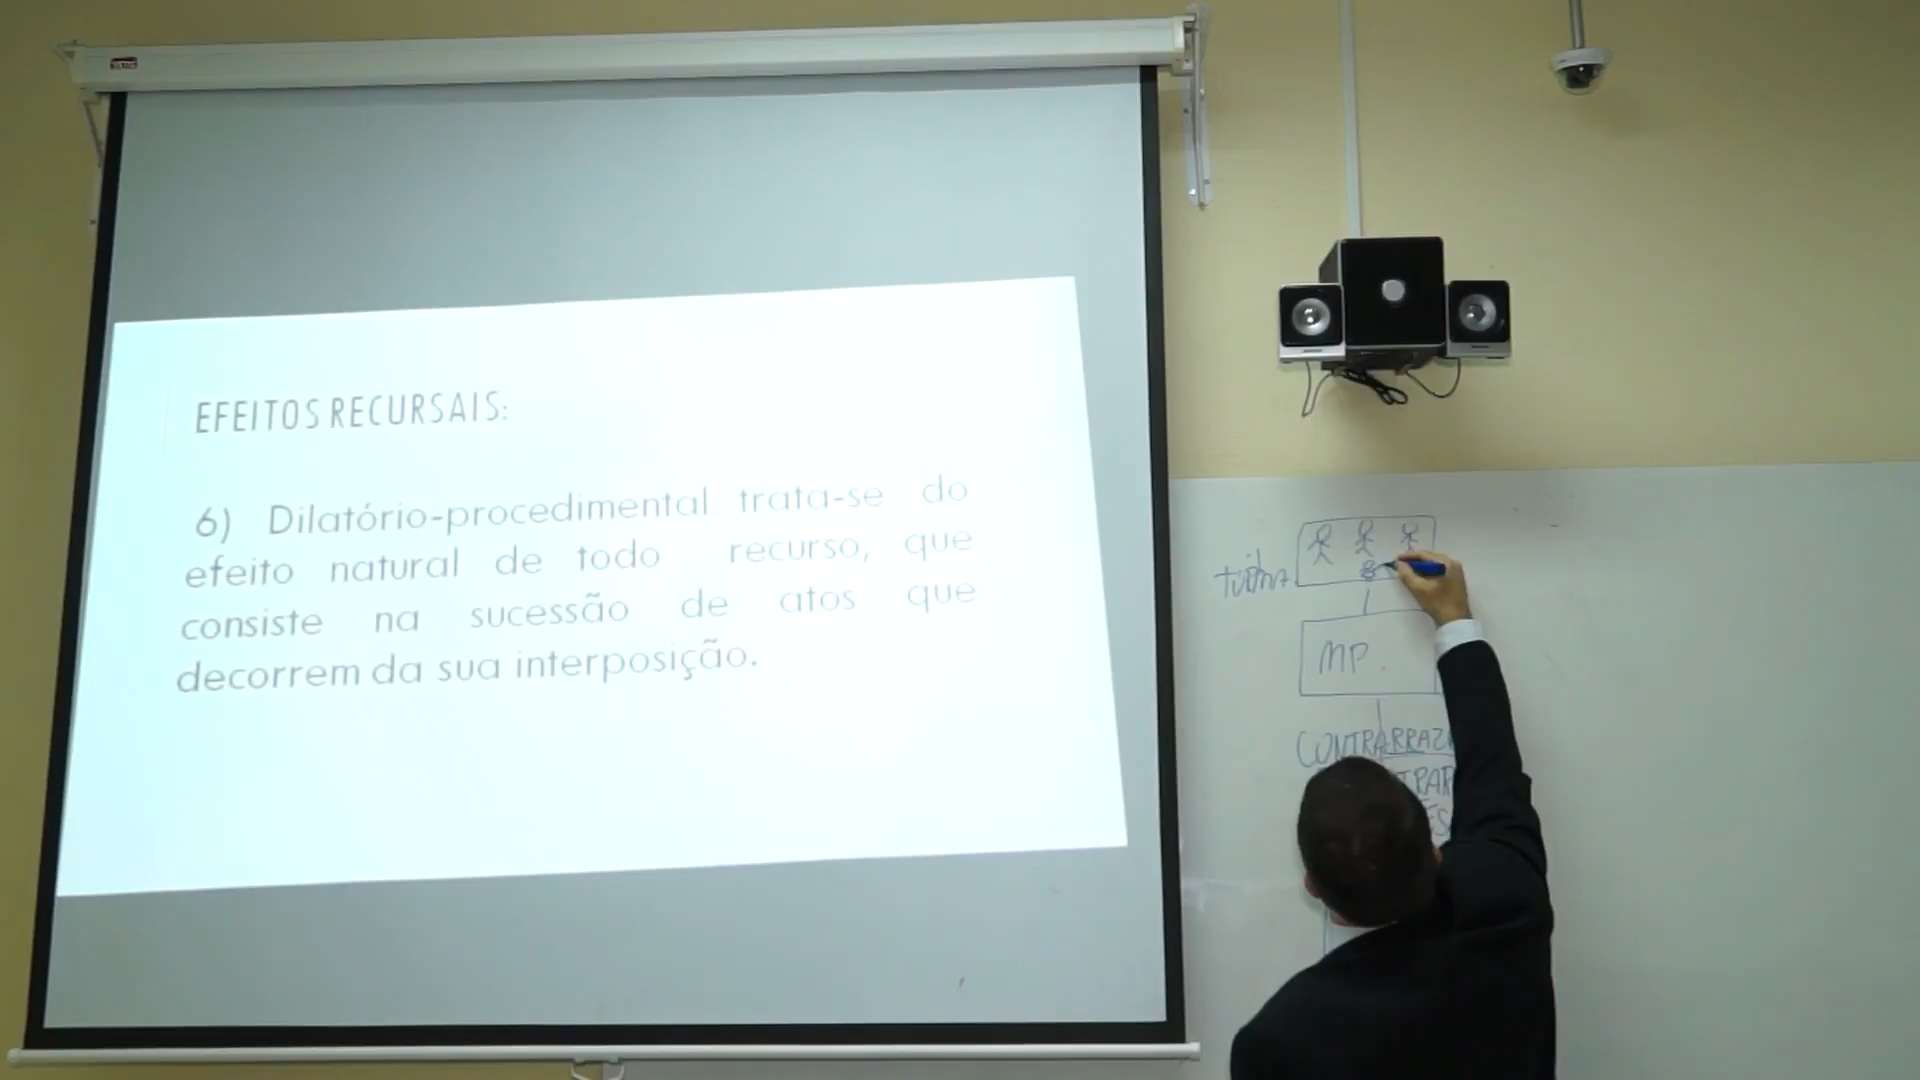 EFEITOS RECURSAIS:
6) Dilatório-procedimental trata-se do
efeito natural de todo recurso, que
consiste na sucessão de atos que
decorrem da sua interposição.
MP.